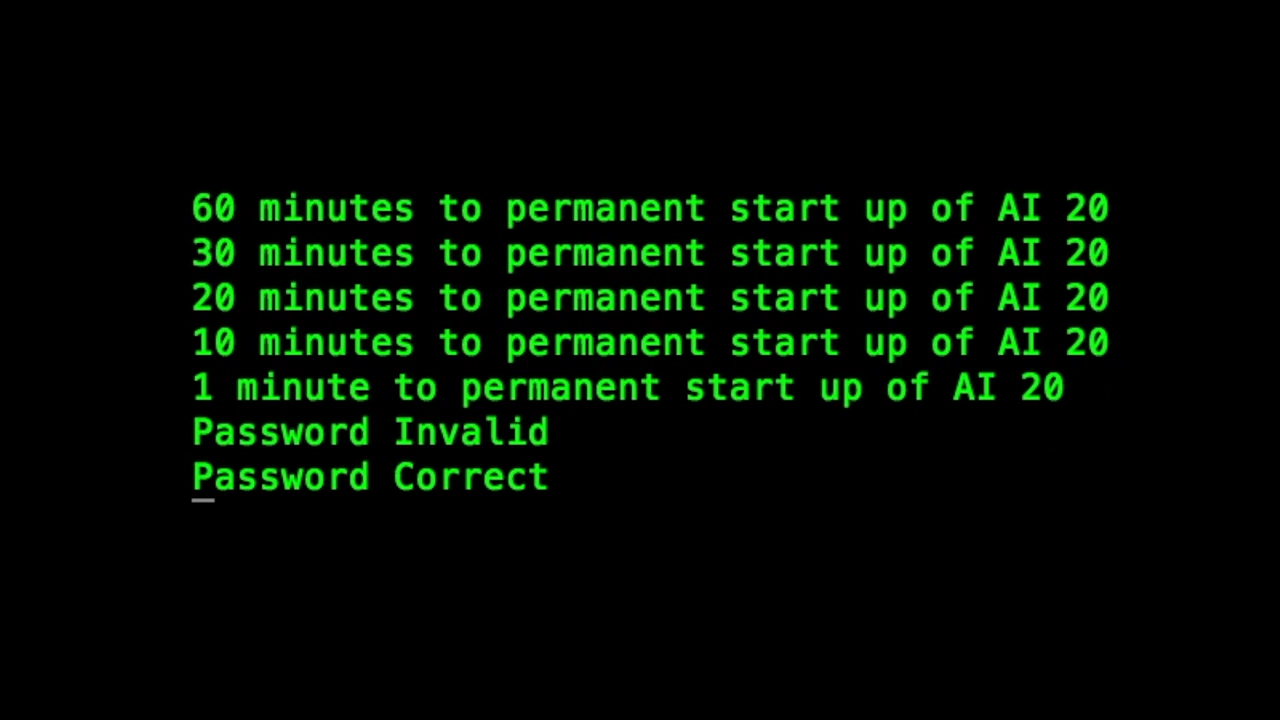 60 minutes to permanent start up of AI 20
30 minutes to permanent start up of AI 20
20 minutes to permanent start up of AI 20
10 minutes to permanent start up of AI 20
1 minute to permanent start up of AI 20
Password Invalid
Password Correct
_